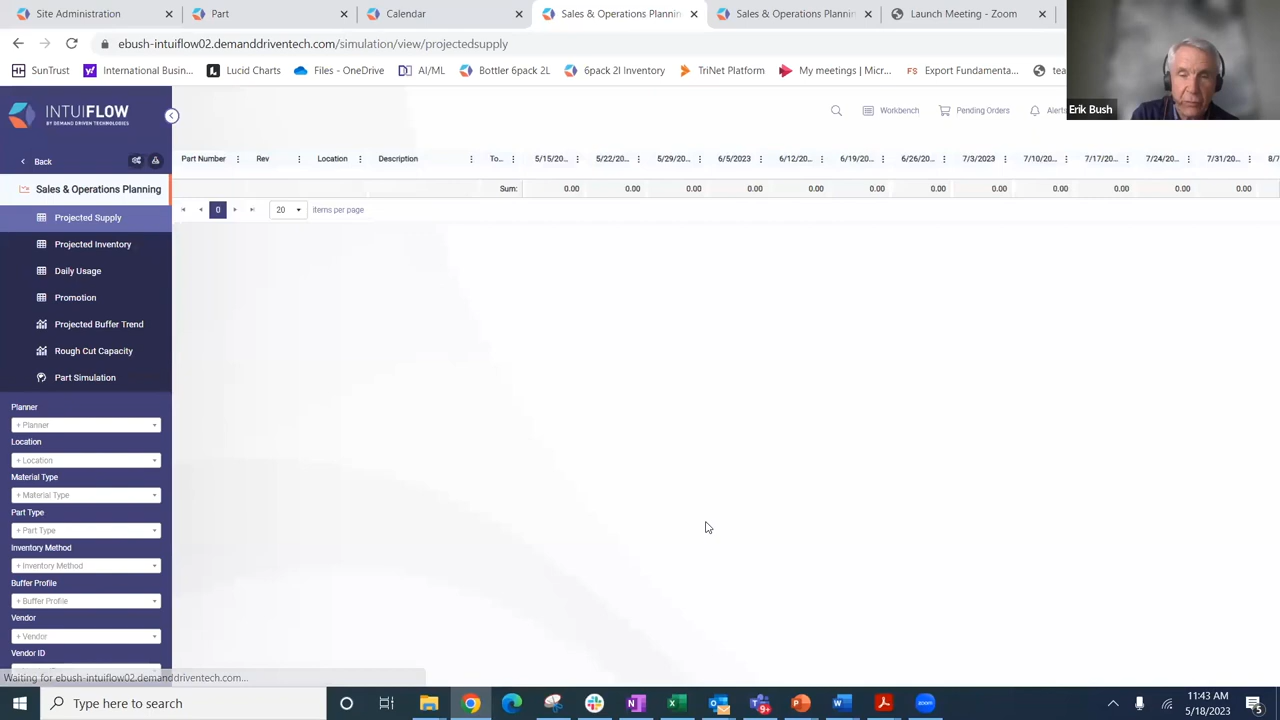 Site Administration
Part
Calendar
Sales & Operations Planning
Sales & Operations Planning
Launch Meeting - Zoom
ebush-intuiflow02.demanddriventech.com/simulation/view/projectedsupply
SunTrust
International Busin...
Lucid Charts
Files - OneDrive
AI/ML
Bottler 6pack 2L
6pack 2l Inventory
TriNet Platform
My meetings | Micr...
FS Export Fundamenta...
tea
Erik Bush
INTUIFLOW
BY DEMAND DRIVEN TECHNOLOGIES
Workbench
Pending Orders
Alerts
Back
Part Number
Rev
Location
Description
To...
5/15/20...
5/22/20...
5/29/20...
6/5/2023
6/12/20...
6/19/20...
6/26/20...
7/3/2023
7/10/20...
7/17/20...
7/24/20...
7/31/20...
8/7
Sum:
0.00
0.00
0.00
0.00
0.00
0.00
0.00
0.00
0.00
0.00
0.00
0.00
0
20
items per page
Sales & Operations Planning
Projected Supply
Projected Inventory
Daily Usage
Promotion
Projected Buffer Trend
Rough Cut Capacity
Part Simulation
Planner
+ Planner
Location
+ Location
Material Type
+ Material Type
Part Type
+ Part Type
Inventory Method
+ Inventory Method
Buffer Profile
+ Buffer Profile
Vendor
+ Vendor
Vendor ID
Waiting for ebush-intuiflow02.demanddriventech.com...
Type here to search
11:43 AM
5/18/2023